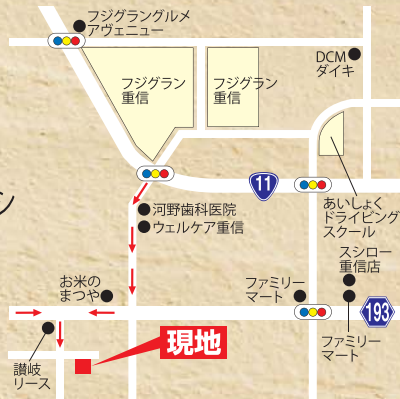 フジグラングルメ
アヴェニュー
DCM
ダイキ
フジグラン
重信
フジグラン
重信
11
あいしょく
ドライビング
スクール
河野歯科医院
ウェルケア重信
スシロー
重信店
お米の
まつや
ファミリー
マート
193
ファミリー
マート
現地
讃岐
リース